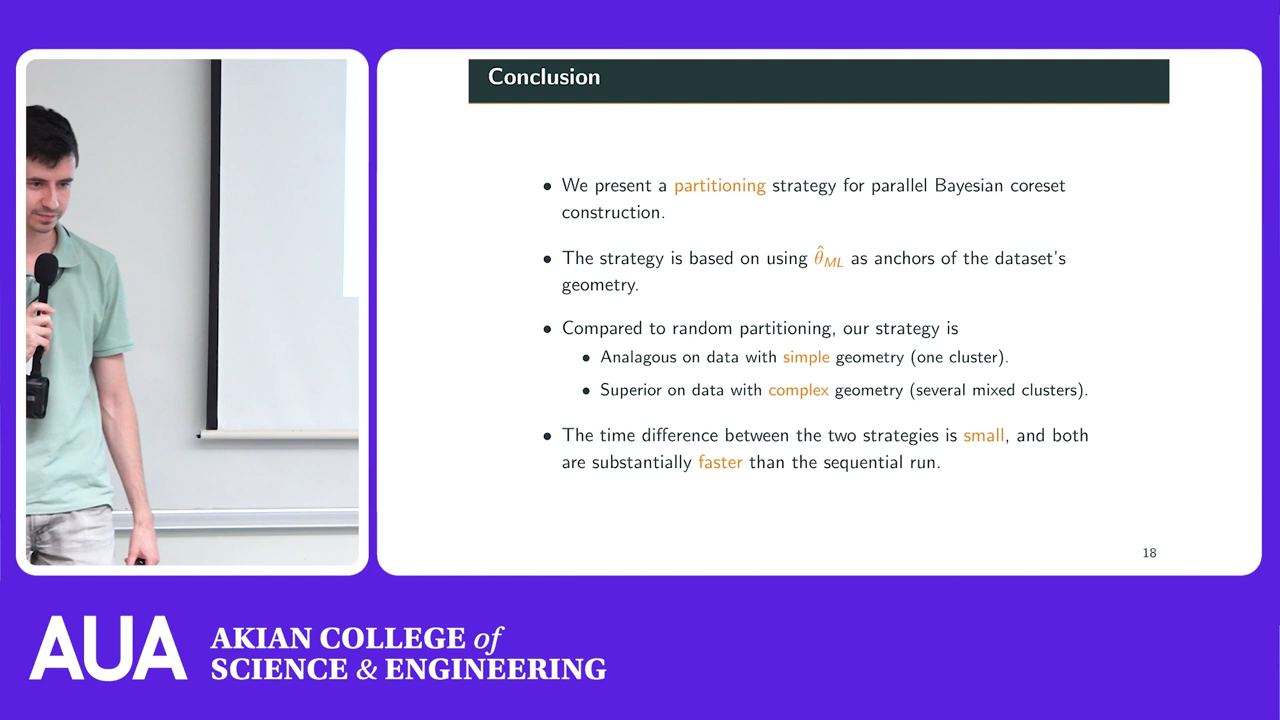 Conclusion
• We present a partitioning strategy for parallel Bayesian coreset
construction.
• The strategy is based on using θ̂_ML as anchors of the dataset's
geometry.
• Compared to random partitioning, our strategy is
• Analagous on data with simple geometry (one cluster).
• Superior on data with complex geometry (several mixed clusters).
• The time difference between the two strategies is small, and both
are substantially faster than the sequential run.
18
AUA
AKIAN COLLEGE of
SCIENCE & ENGINEERING